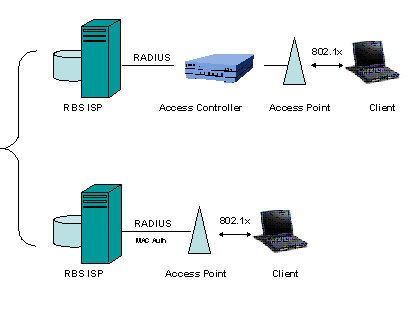 RADIUS
802.1x
RBS ISP
Access Controller
Access Point
Client
RADIUS
802.1x
MAC Auth
RBS ISP
Access Point
Client